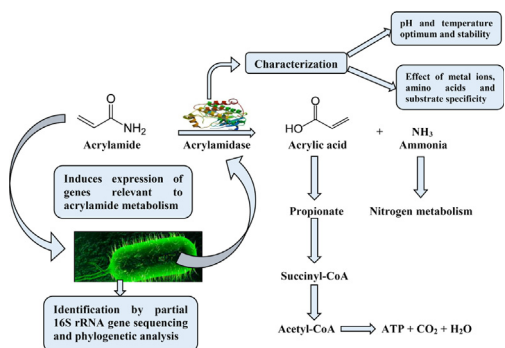 pH and temperature
optimum and stability
Characterization
Effect of metal ions,
amino acids and
substrate specificity
O
NH2
Acrylamide
Acrylamidase
O
HO
Acrylic acid
+
NH3
Ammonia
Induces expression of
genes relevant to
acrylamide metabolism
Propionate
Nitrogen metabolism
Succinyl-CoA
Identification by partial
16S rRNA gene sequencing
and phylogenetic analysis
Acetyl-CoA
ATP + CO2 + H2O